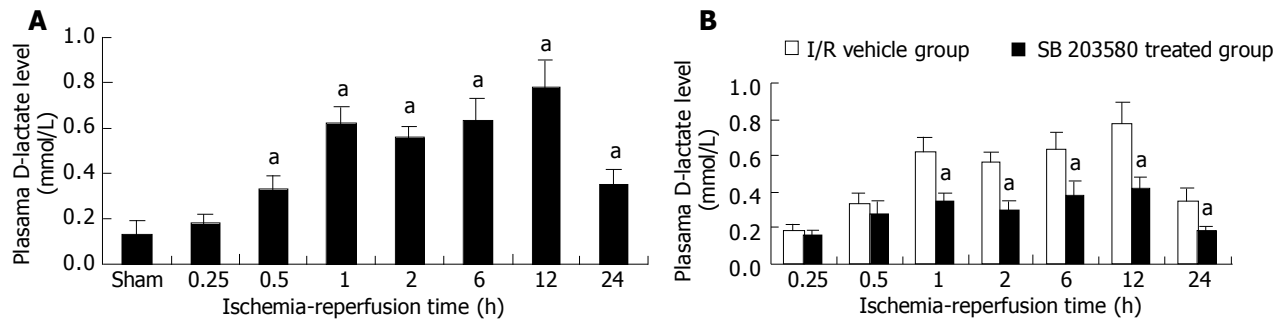 A
Plasama D-lactate level
(mmol/L)
1.0
0.8
0.6
0.4
0.2
0.0
a
a
a
a
a
a
Sham
0.25
0.5
1
2
6
12
24
Ischemia-reperfusion time (h)
B
I/R vehicle group
SB 203580 treated group
Plasama D-lactate level
(mmol/L)
1.0
0.8
0.6
0.4
0.2
0.0
a
a
a
a
a
0.25
0.5
1
2
6
12
24
Ischemia-reperfusion time (h)